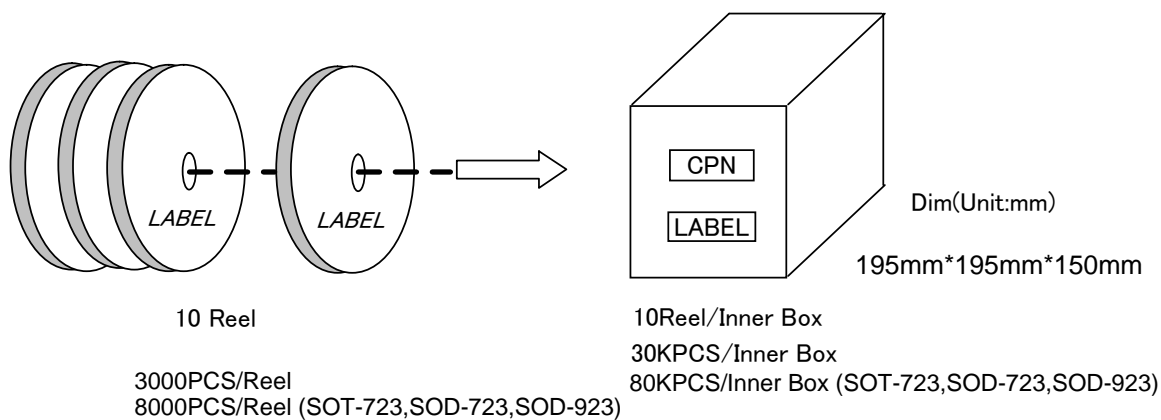 LABEL
LABEL
CPN
LABEL
Dim(Unit:mm)
195mm*195mm*150mm
10 Reel
10Reel/Inner Box
3000PCS/Reel
8000PCS/Reel (SOT-723,SOD-723,SOD-923)
30KPCS/Inner Box
80KPCS/Inner Box (SOT-723,SOD-723,SOD-923)